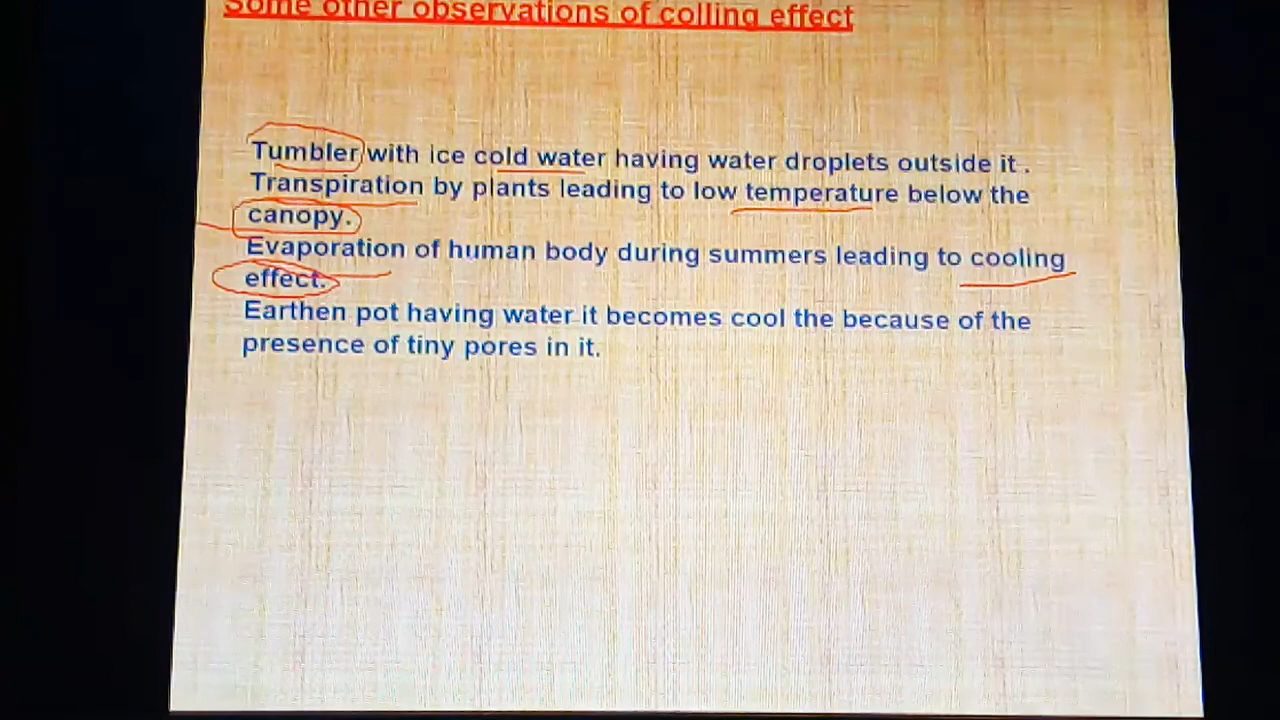 Some other observations of colling effect
Tumbler with ice cold water having water droplets outside it.
Transpiration by plants leading to low temperature below the
canopy.
Evaporation of human body during summers leading to cooling
effect.
Earthen pot having water it becomes cool the because of the
presence of tiny pores in it.